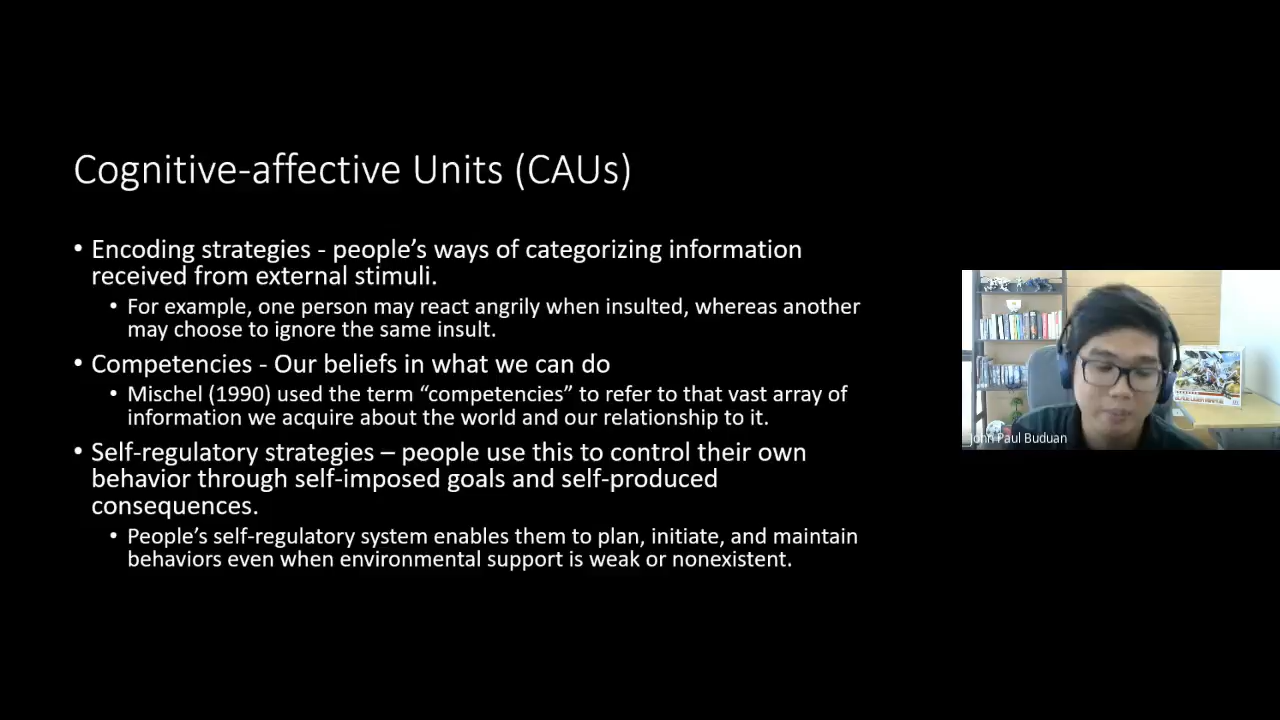 Cognitive-affective Units (CAUs)
• Encoding strategies - people’s ways of categorizing information
received from external stimuli.
• For example, one person may react angrily when insulted, whereas another
may choose to ignore the same insult.
• Competencies - Our beliefs in what we can do
• Mischel (1990) used the term “competencies” to refer to that vast array of
information we acquire about the world and our relationship to it.
• Self-regulatory strategies – people use this to control their own
behavior through self-imposed goals and self-produced
consequences.
• People’s self-regulatory system enables them to plan, initiate, and maintain
behaviors even when environmental support is weak or nonexistent.
John Paul Buduan